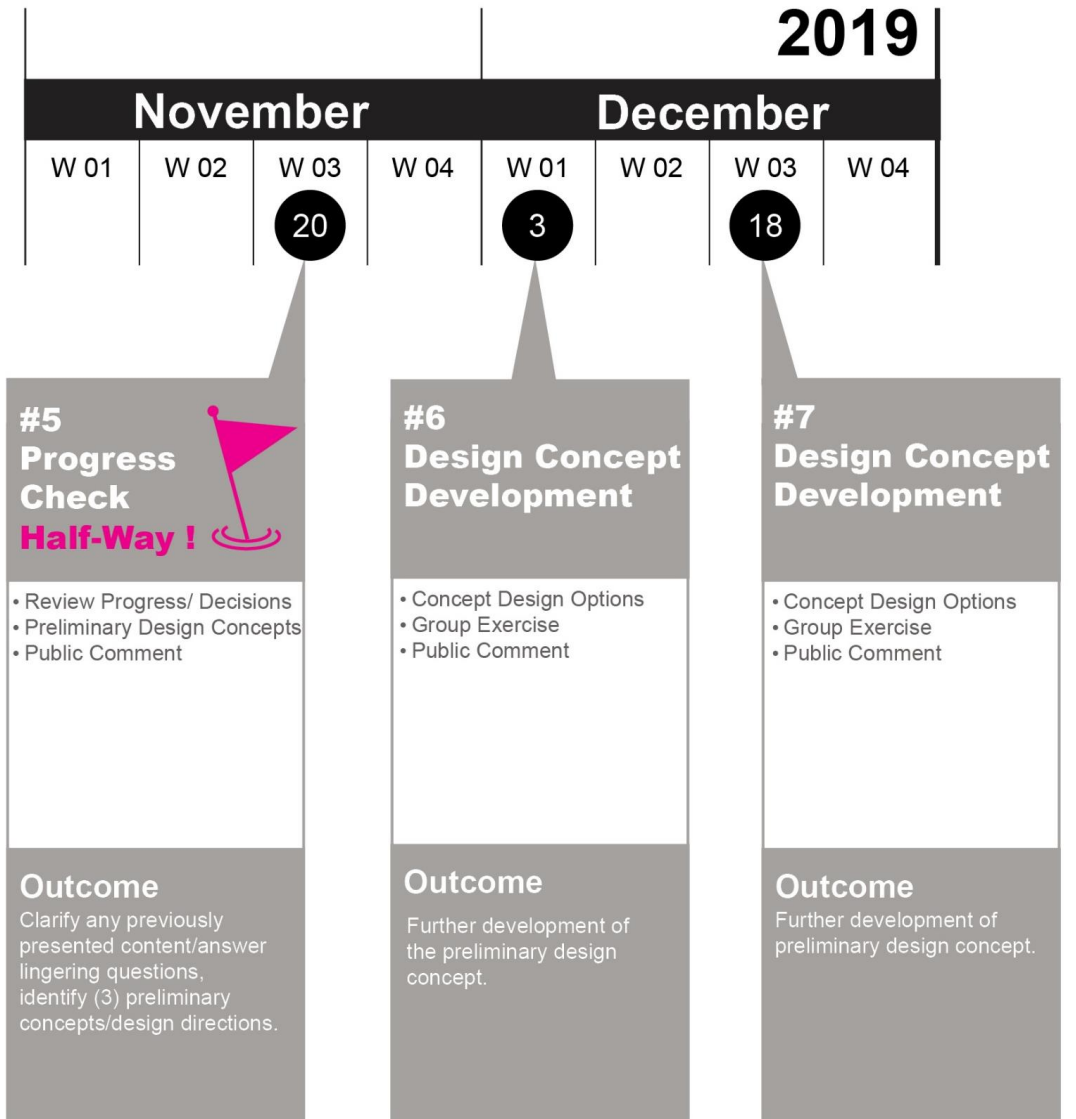 2019
November December
W 01 W 02 W 03 W 04 W 01 W 02 W 03 W 04
20 3 18
#5
Progress
Check
Half-Way !
• Review Progress/ Decisions
• Preliminary Design Concepts
• Public Comment
Outcome
Clarify any previously
presented content/answer
lingering questions,
identify (3) preliminary
concepts/design directions.
#6
Design Concept
Development
• Concept Design Options
• Group Exercise
• Public Comment
Outcome
Further development of
the preliminary design
concept.
#7
Design Concept
Development
• Concept Design Options
• Group Exercise
• Public Comment
Outcome
Further development of
preliminary design concept.